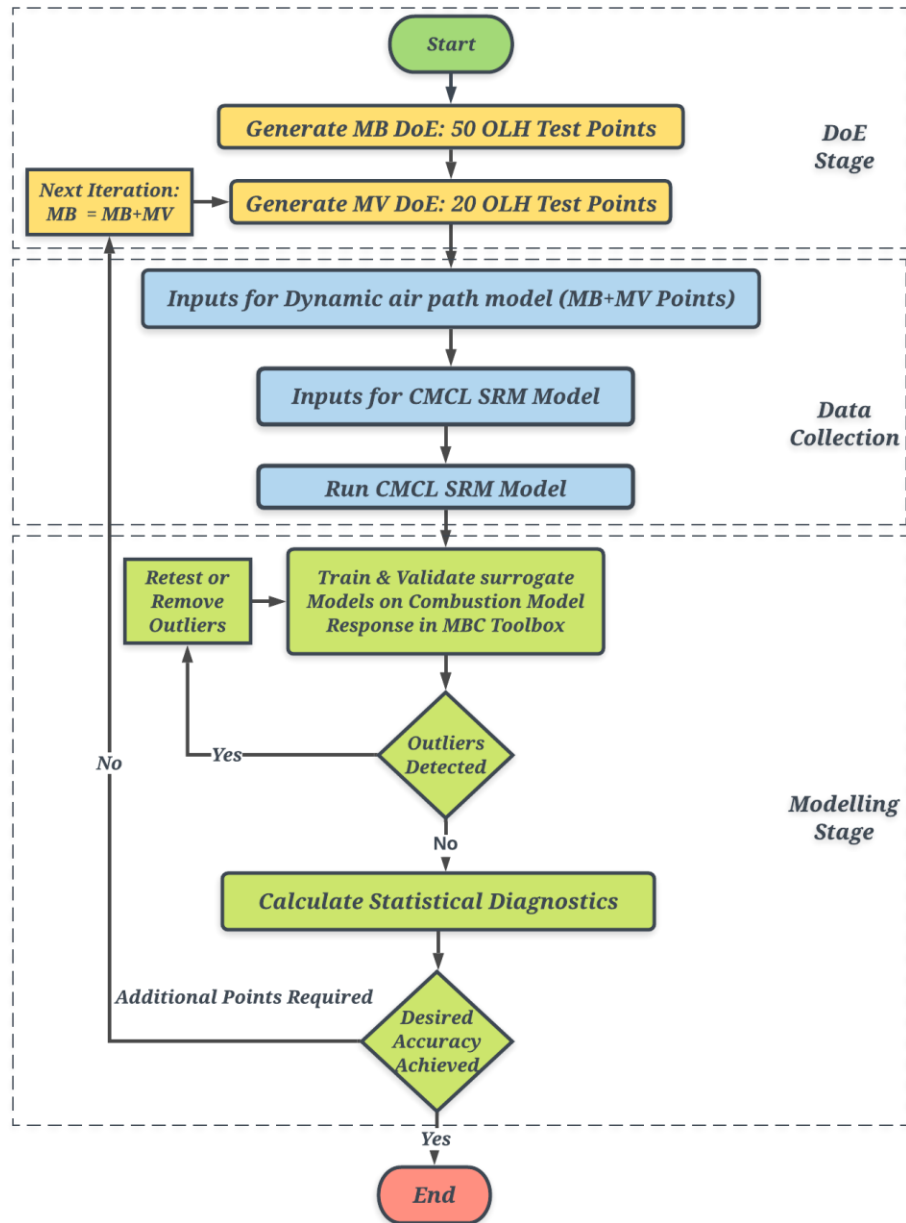 Start
Generate MB DoE: 50 OLH Test Points
DoE
Stage
Next Iteration:
MB = MB+MV
Generate MV DoE: 20 OLH Test Points
Inputs for Dynamic air path model (MB+MV Points)
Inputs for CMCL SRM Model
Data
Collection
Run CMCL SRM Model
Retest or
Remove
Outliers
Train & Validate surrogate
Models on Combustion Model
Response in MBC Toolbox
Outliers
Detected
Yes
No
No
Modelling
Stage
Calculate Statistical Diagnostics
Additional Points Required
Desired
Accuracy
Achieved
Yes
End